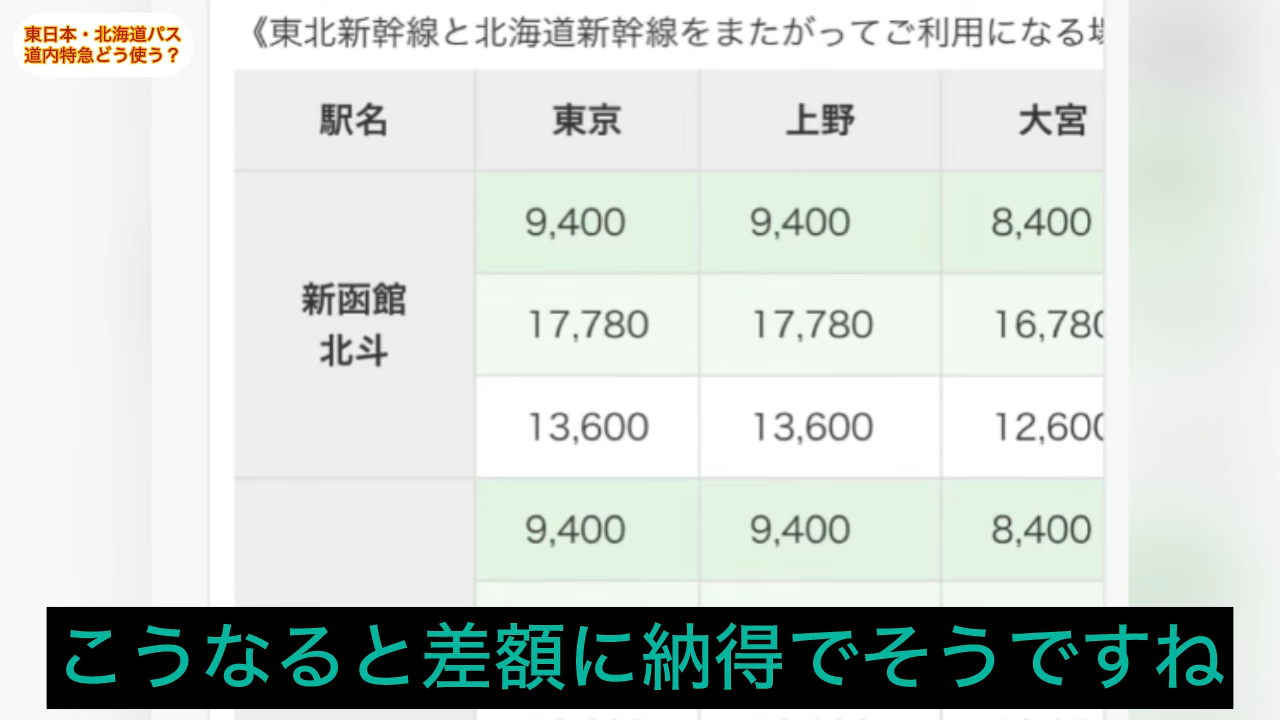 東日本・北海道パス
道内特急どう使う？
《東北新幹線と北海道新幹線をまたがってご利用になる
駅名 東京 上野 大宮
9,400 9,400 8,400
新函館
北斗
17,780 17,780 16,780
13,600 13,600 12,600
9,400 9,400 8,400
こうなると差額に納得でそうですね